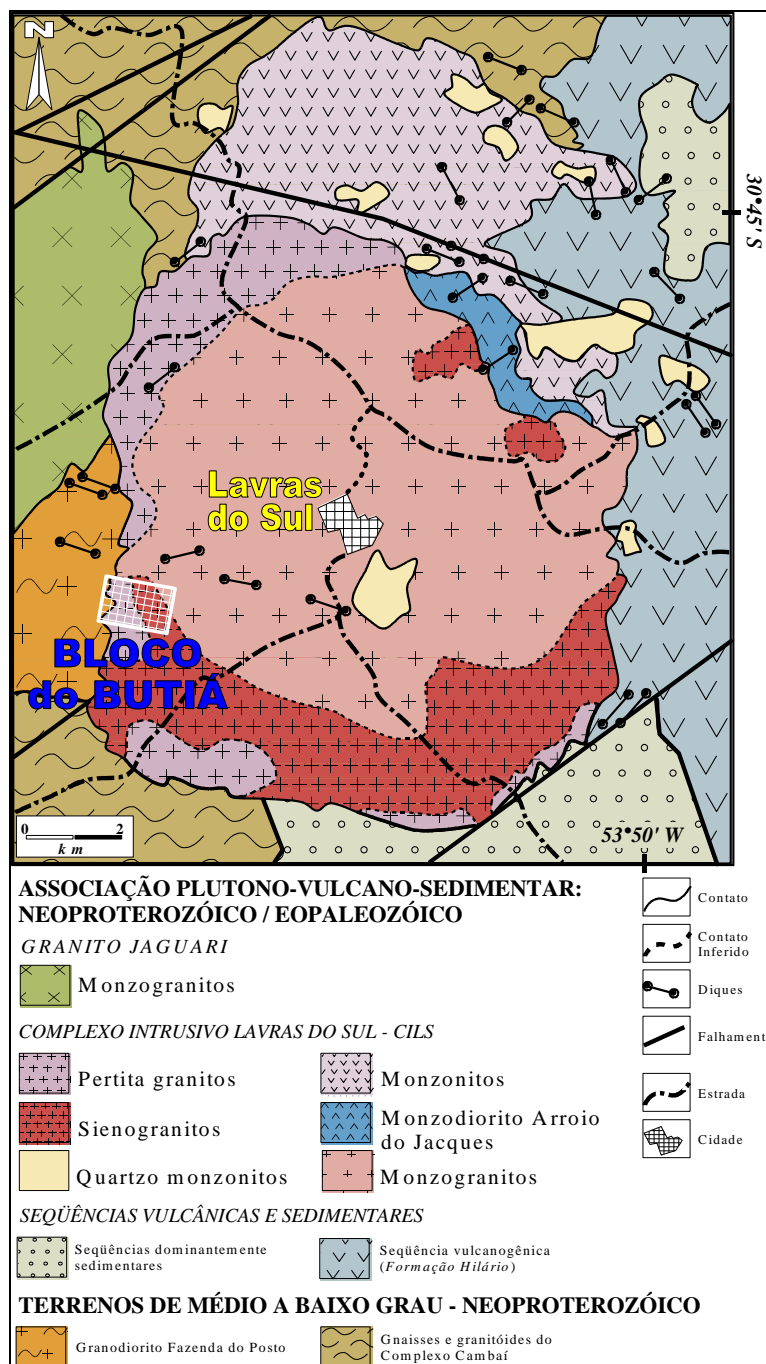 N
30°45' S
Lavras
do Sul
BLOCO
do BUTIÁ
0 2
km
53°50' W
ASSOCIAÇÃO PLUTONO-VULCANO-SEDIMENTAR:
NEOPROTEROZÓICO / EOPALEOZÓICO
GRANITO JAGUARI
Monzogranitos
COMPLEXO INTRUSIVO LAVRAS DO SUL - CILS
Pertita granitos
Monzonitos
Sienogranitos
Monzodiorito Arroio
do Jacques
Quartzo monzonitos
Monzogranitos
SEQÜÊNCIAS VULCÂNICAS E SEDIMENTARES
Seqüências dominantemente
sedimentares
Seqüência vulcanogênica
(Formação Hilário)
TERRENOS DE MÉDIO A BAIXO GRAU - NEOPROTEROZÓICO
Granodiorito Fazenda do Posto
Gnaisses e granitóides do
Complexo Cambaí
Contato
Contato
Inferido
Diques
Falhament
Estrada
Cidade